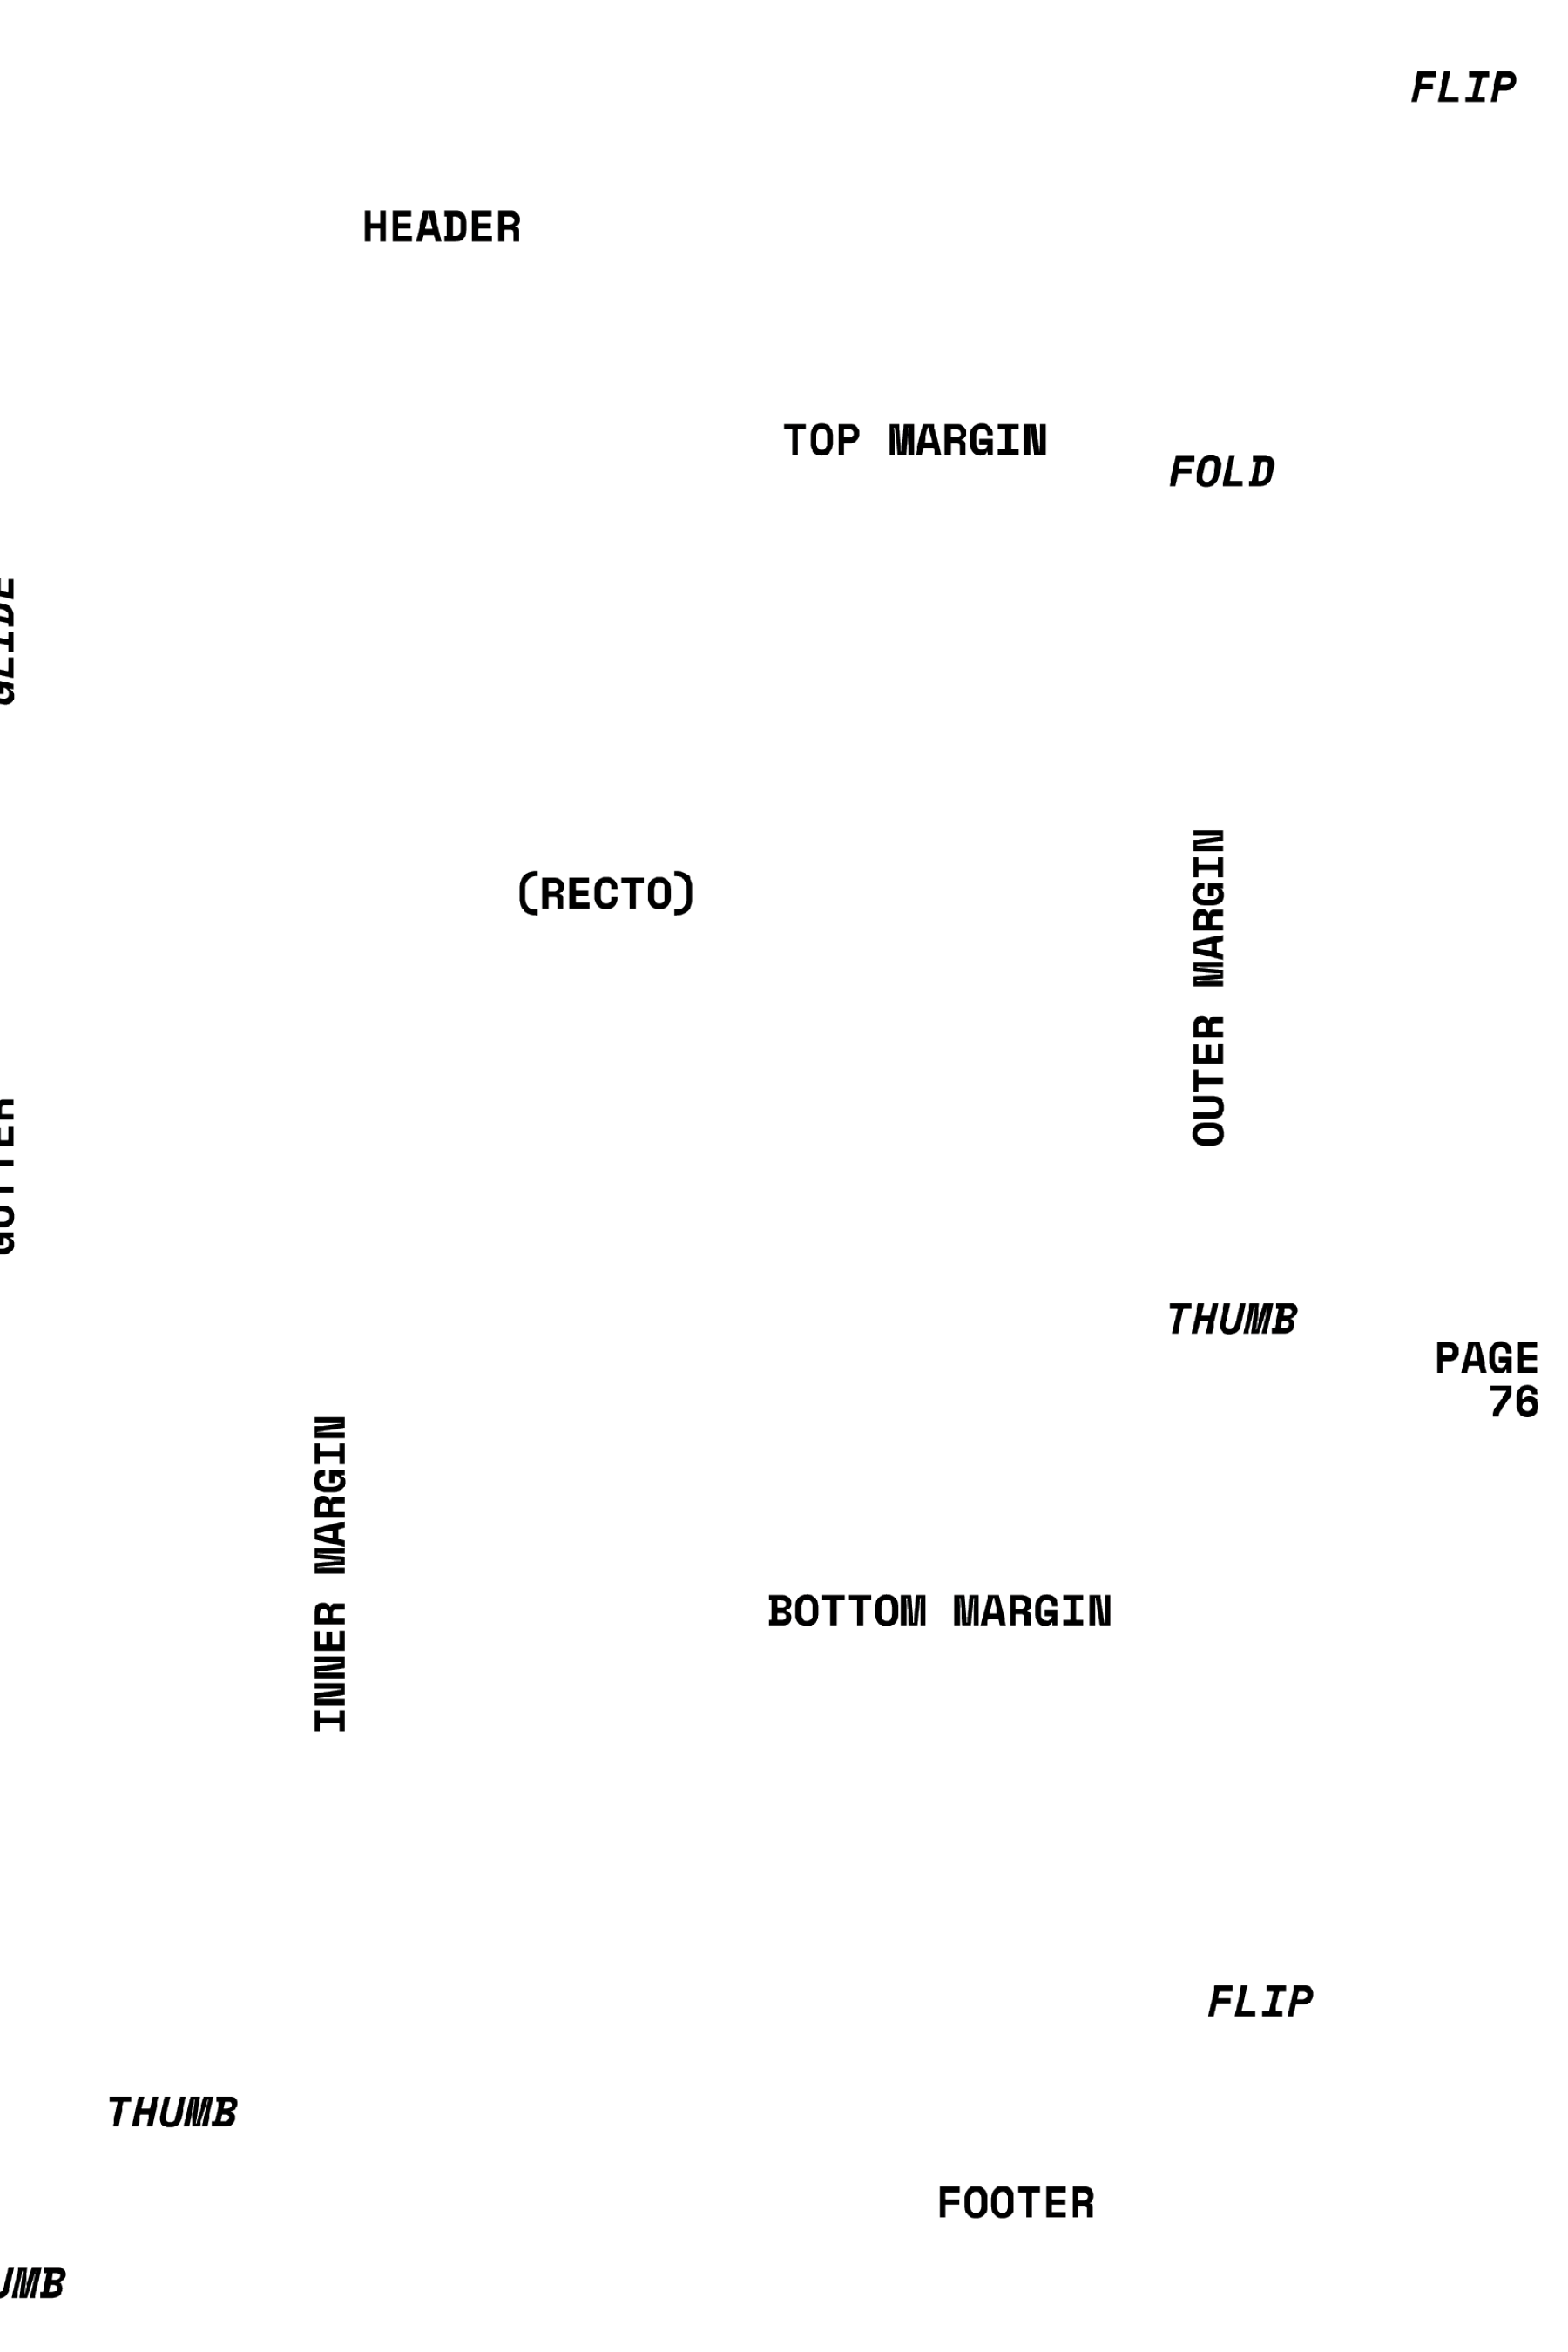 FLIP
HEADER
TOP MARGIN
FOLD
GLIDE
(RECTO)
OUTER MARGIN
GUTTER
THUMB
PAGE
76
INNER MARGIN
BOTTOM MARGIN
FLIP
THUMB
FOOTER
UMB